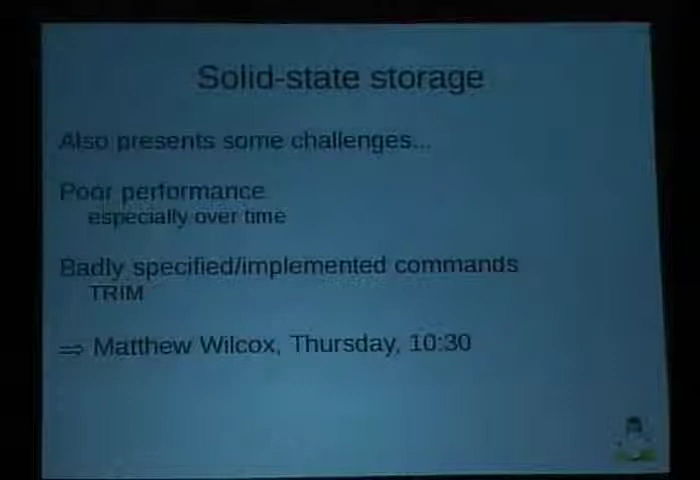 Solid-state storage
Also presents some challenges...
Poor performance
especially over time
Badly specified/implemented commands
TRIM
⇒ Matthew Wilcox, Thursday, 10:30